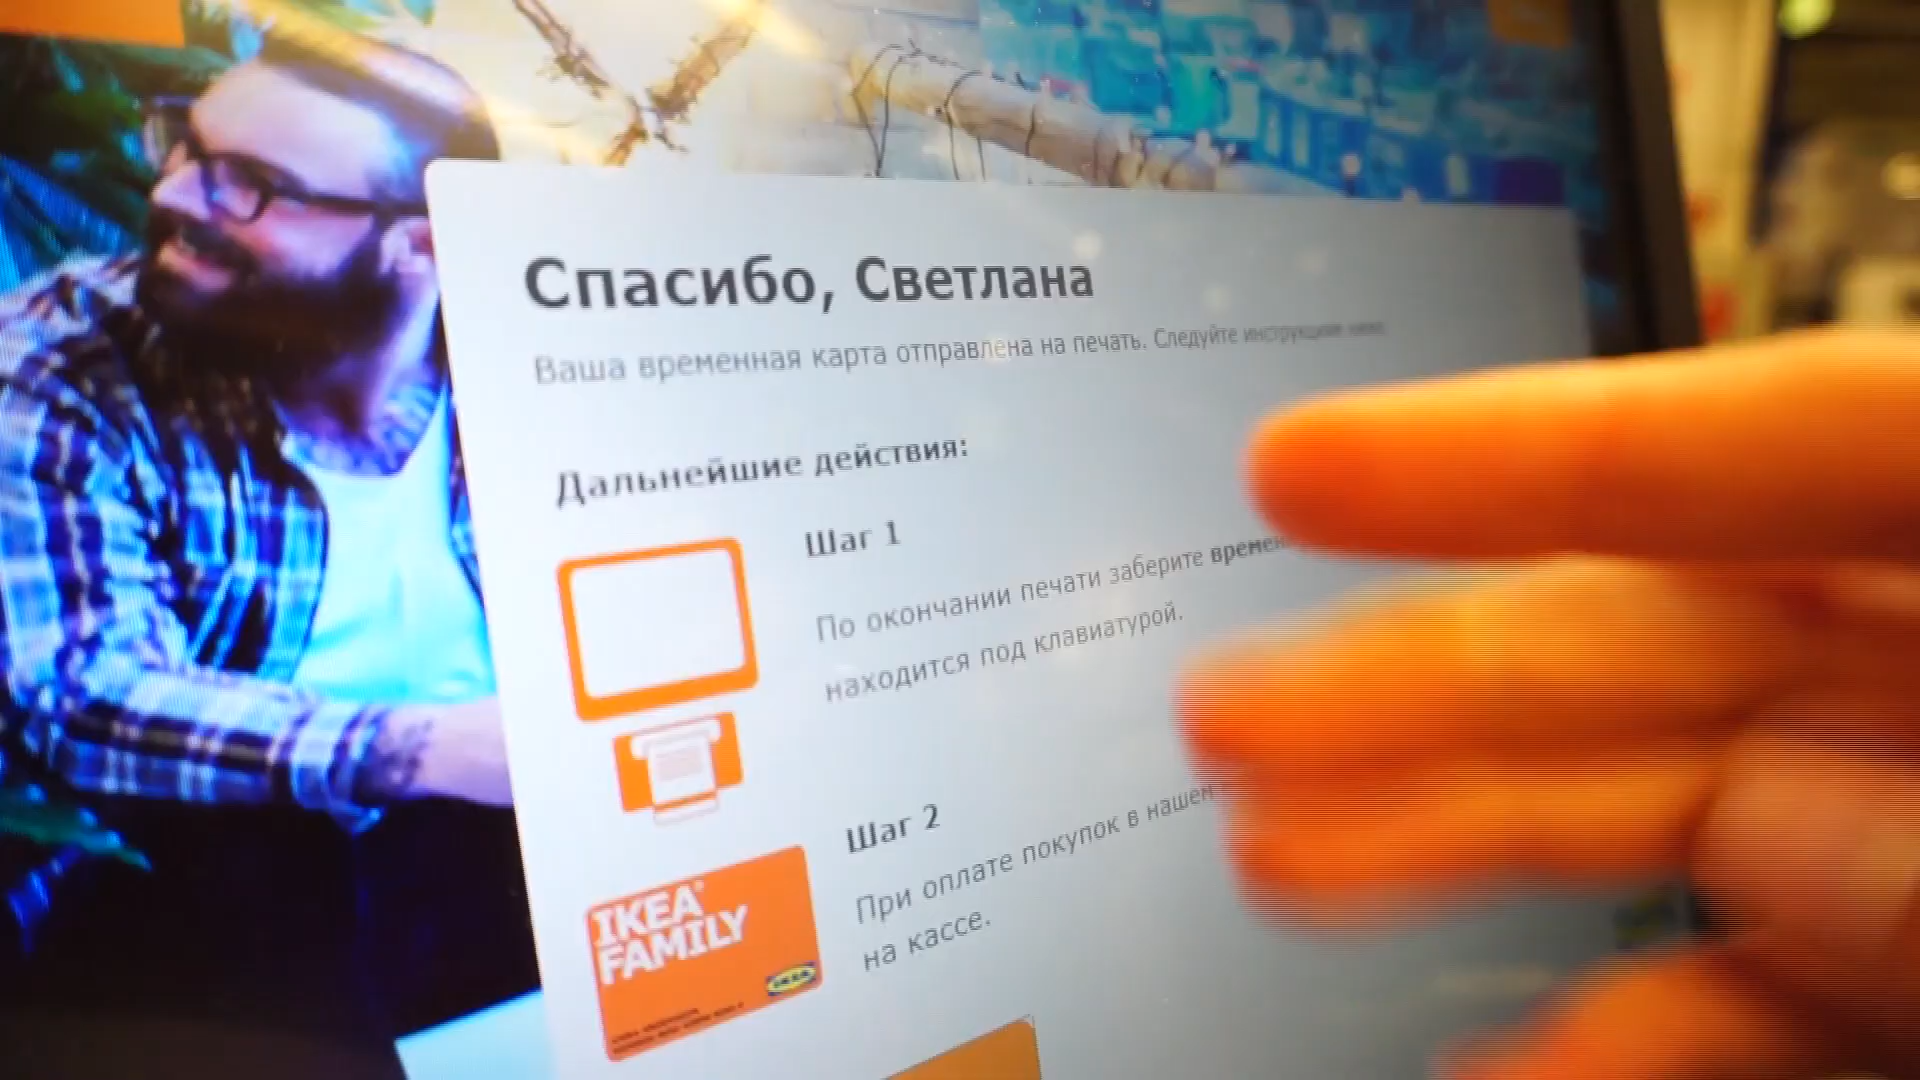 Спасибо, Светлана
Ваша временная карта отправлена на печать. Следуйте инструкциям ниже.
Дальнейшие действия:
Шаг 1
По окончании печати заберите
находится под клавиатурой.
Шаг 2
При оплате покупок в нашем
на кассе.
IKEA
FAMILY
IKEA